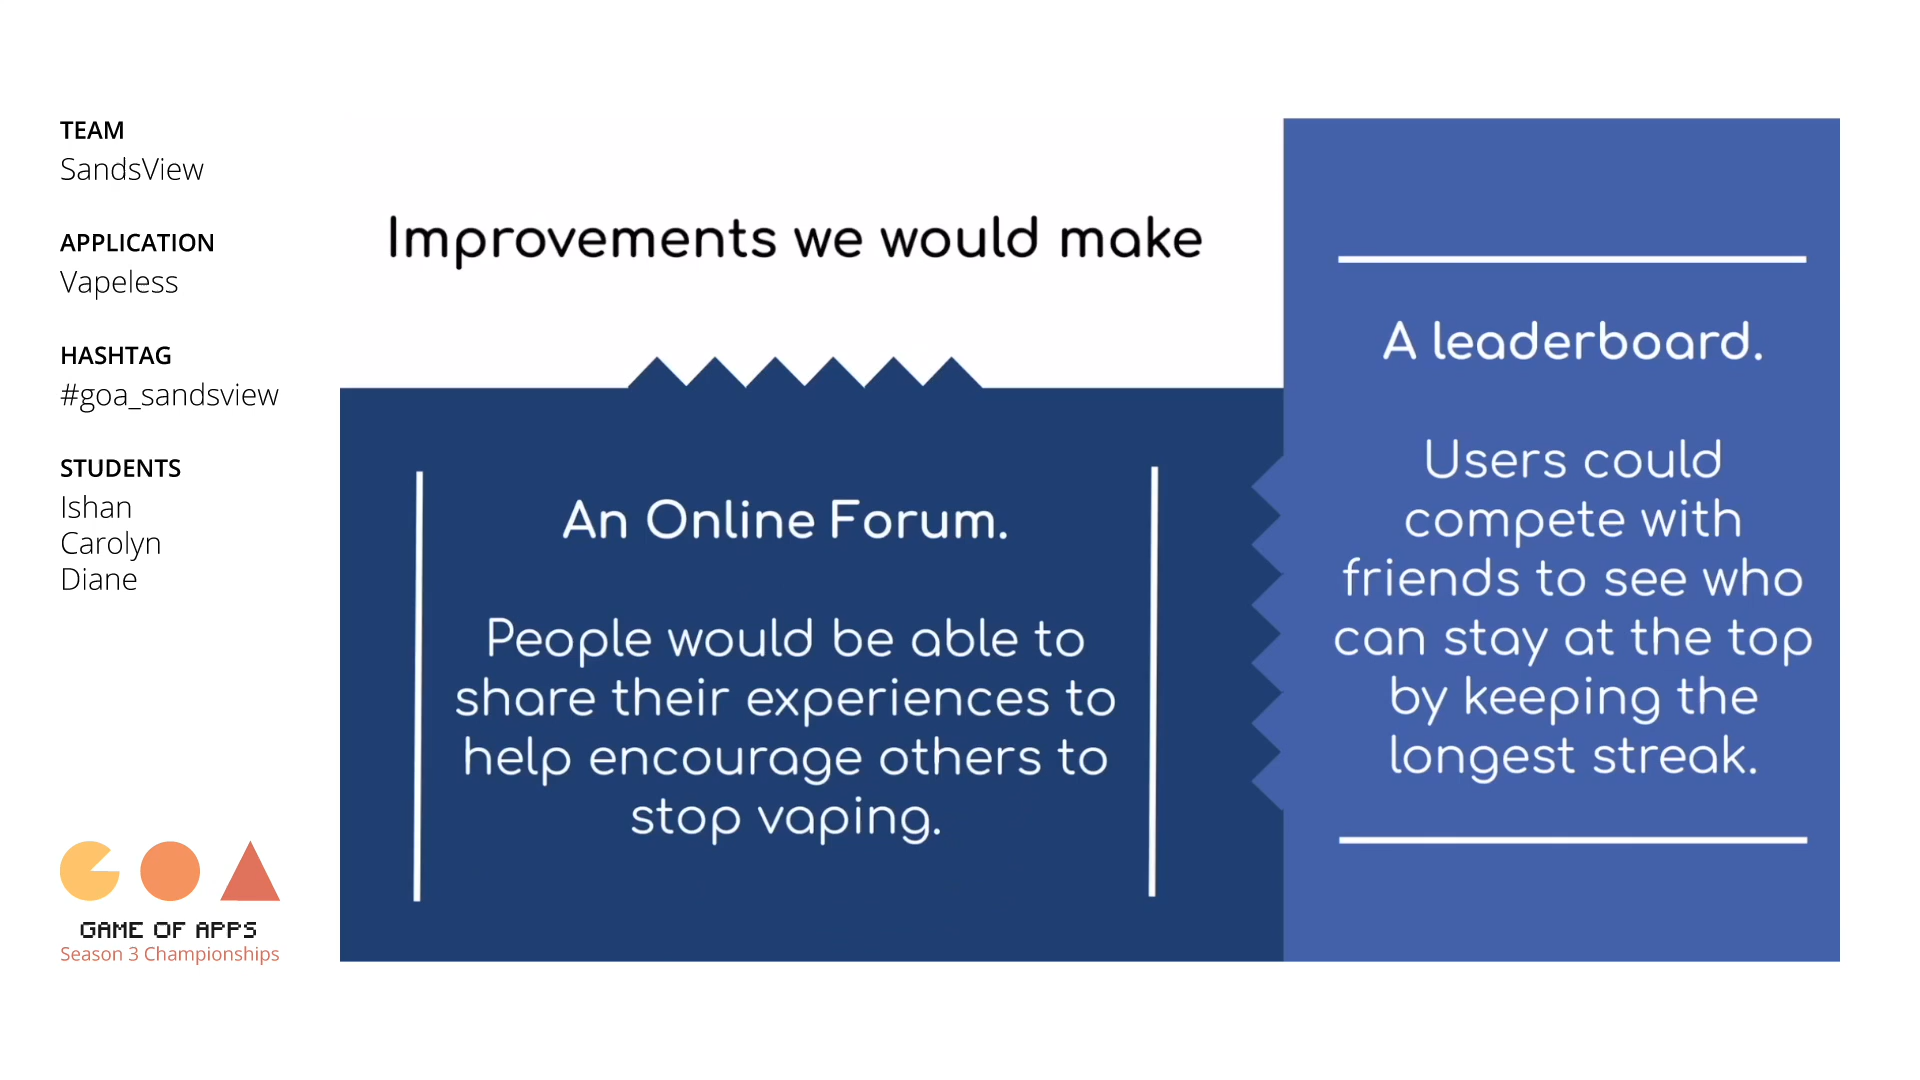 TEAM
SandsView
APPLICATION
Vapeless
HASHTAG
#goa_sandsview
STUDENTS
Ishan
Carolyn
Diane
GAME OF APPS
Season 3 Championships
Improvements we would make
An Online Forum.
People would be able to
share their experiences to
help encourage others to
stop vaping.
A leaderboard.
Users could
compete with
friends to see who
can stay at the top
by keeping the
longest streak.